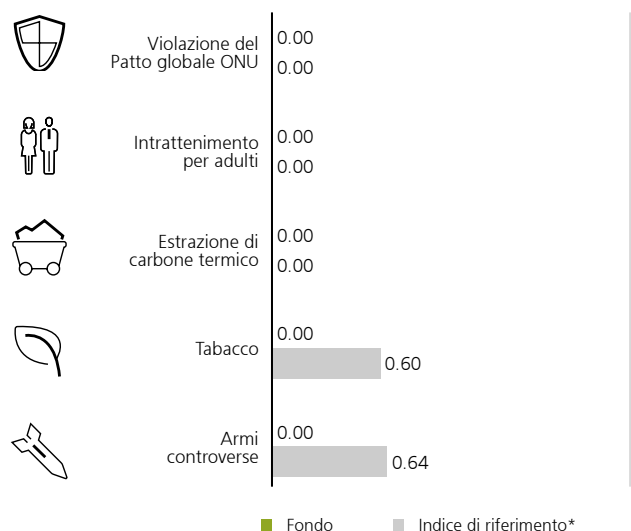 Violazione del
Patto globale ONU
0.00
0.00
Intrattenimento
per adulti
0.00
0.00
Estrazione di
carbone termico
0.00
0.00
Tabacco
0.00
0.60
Armi
controverse
0.00
0.64
Fondo
Indice di riferimento*